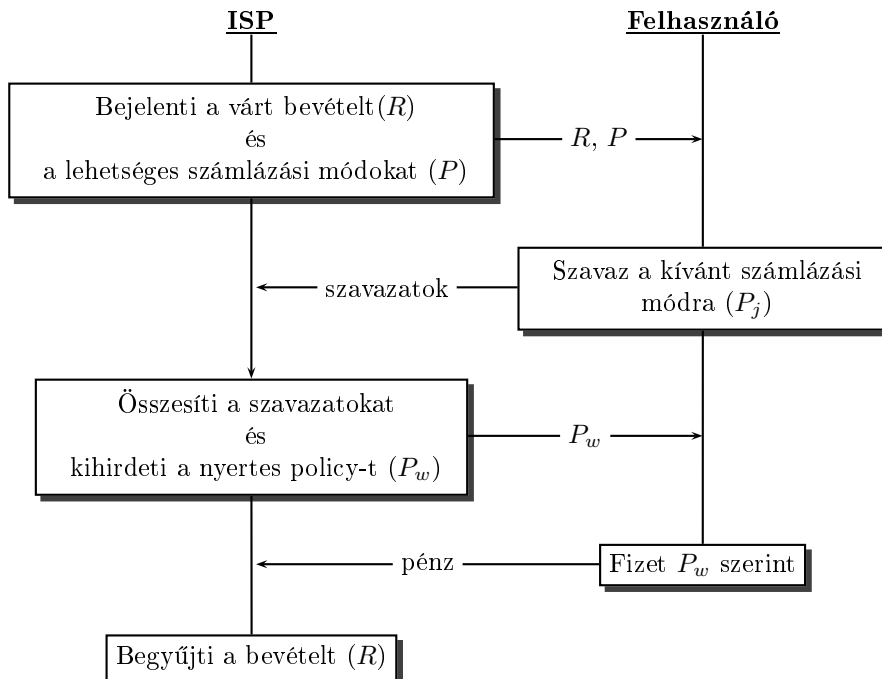 ISP
Felhasználó
Bejelenti a várt bevételt(R)
és
a lehetséges számlázási módokat (P)
R, P
Szavaz a kívánt számlázási
módra (P_j)
szavazatok
Összesíti a szavazatokat
és
kihirdeti a nyertes policy-t (P_w)
P_w
Fizet P_w szerint
pénz
Begyűjti a bevételt (R)